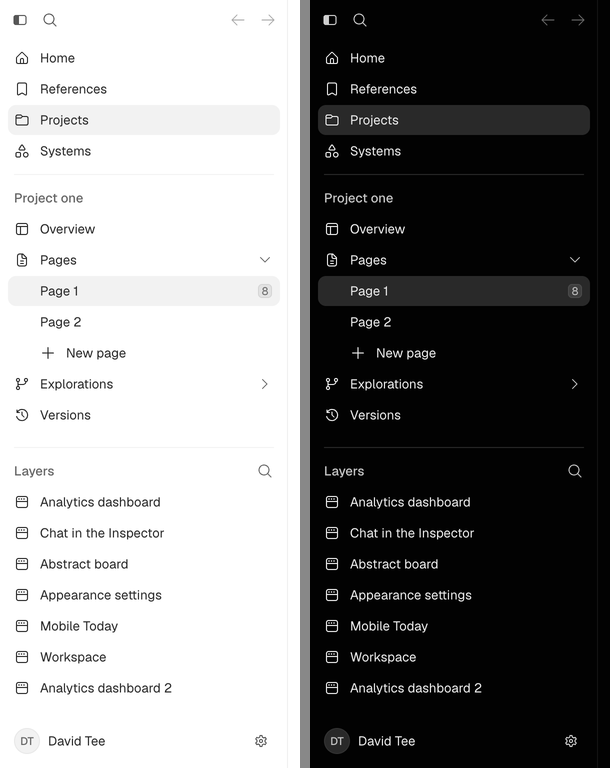 Home
References
Projects
Systems
Project one
Overview
Pages
Page 1 8
Page 2
New page
Explorations
Versions
Layers
Analytics dashboard
Chat in the Inspector
Abstract board
Appearance settings
Mobile Today
Workspace
Analytics dashboard 2
DT David Tee
Home
References
Projects
Systems
Project one
Overview
Pages
Page 1 8
Page 2
New page
Explorations
Versions
Layers
Analytics dashboard
Chat in the Inspector
Abstract board
Appearance settings
Mobile Today
Workspace
Analytics dashboard 2
DT David Tee